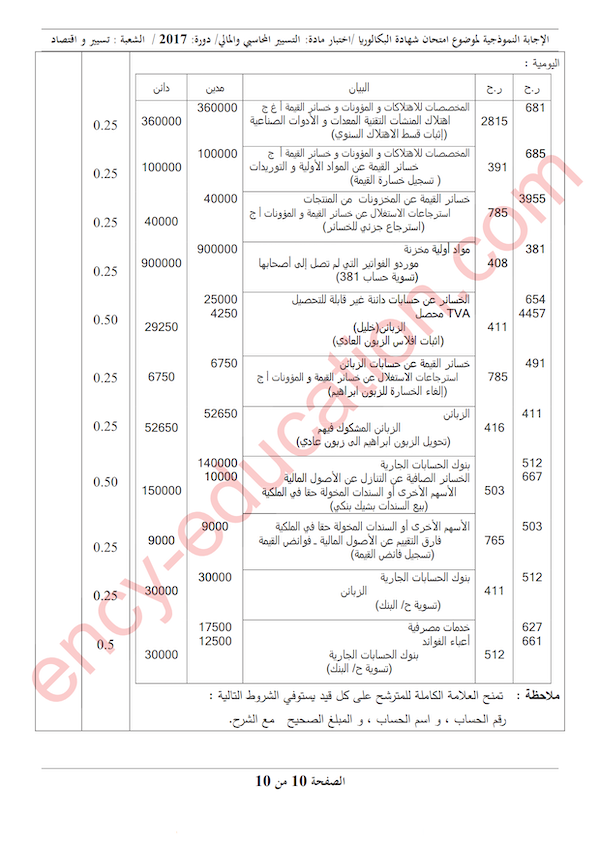 الإجابة النموذجية لموضوع امتحان شهادة البكالوريا /اختبار مادة: التسيير المحاسبي والمالي/ دورة: 2017 / الشعبة : تسيير و اقتصاد
اليومية :
ر.ح ر.ح البيان مدين دائن
681 المخصصات للاهتلاكات و المؤونات و خسائر القيمة أ غ ج 360000
2815 اهتلاك المنشآت التقنية المعدات و الأدوات الصناعية 360000 0.25
(إثبات قسط الاهتلاك السنوي)
685 المخصصات للاهتلاكات و المؤونات و خسائر القيمة أ ج 100000
391 خسائر القيمة عن المواد الأولية و التوريدات 100000 0.25
( تسجيل خسارة القيمة)
3955 خسائر القيمة عن المخزونات من المنتجات 40000
785 استرجاعات الاستغلال عن خسائر القيمة و المؤونات أ ج 40000 0.25
(استرجاع جزئي للخسائر)
381 مواد أولية مخزنة 900000
408 موردو الفواتير التي لم تصل إلى أصحابها 900000 0.25
(تسوية حساب 381)
654 الخسائر عن حسابات دائنة غير قابلة للتحصيل 25000
4457 TVA محصل 4250 0.50
411 الزبائن(خليل) 29250
(اثبات افلاس الزبون العادي)
491 خسائر القيمة عن حسابات الزبائن 6750
785 استرجاعات الاستغلال عن خسائر القيمة و المؤونات أ ج 6750 0.25
(إلغاء الخسارة للزبون ابراهيم)
411 الزبائن 52650
416 الزبائن المشكوك فيهم 52650 0.25
(تحويل الزبون ابراهيم الى زبون عادي)
512 بنوك الحسابات الجارية 140000
667 الخسائر الصافية عن التنازل عن الأصول المالية 10000 0.50
503 الأسهم الأخرى أو السندات المخولة حقا في الملكية 150000
(بيع السندات بشيك بنكي)
503 الأسهم الأخرى أو السندات المخولة حقا في الملكية 9000
765 فارق التقييم عن الأصول المالية ـ فوائض القيمة 9000 0.25
(تسجيل فائض القيمة)
512 بنوك الحسابات الجارية 30000
411 الزبائن 30000 0.25
(تسوية ح/ البنك)
627 خدمات مصرفية 17500
661 أعباء الفوائد 12500 0.5
512 بنوك الحسابات الجارية 30000
(تسوية ح/ البنك)
ملاحظة : تمنح العلامة الكاملة للمترشح على كل قيد يستوفي الشروط التالية :
رقم الحساب ، و اسم الحساب ، و المبلغ الصحيح مع الشرح.
الصفحة 10 من 10
ency-education.com